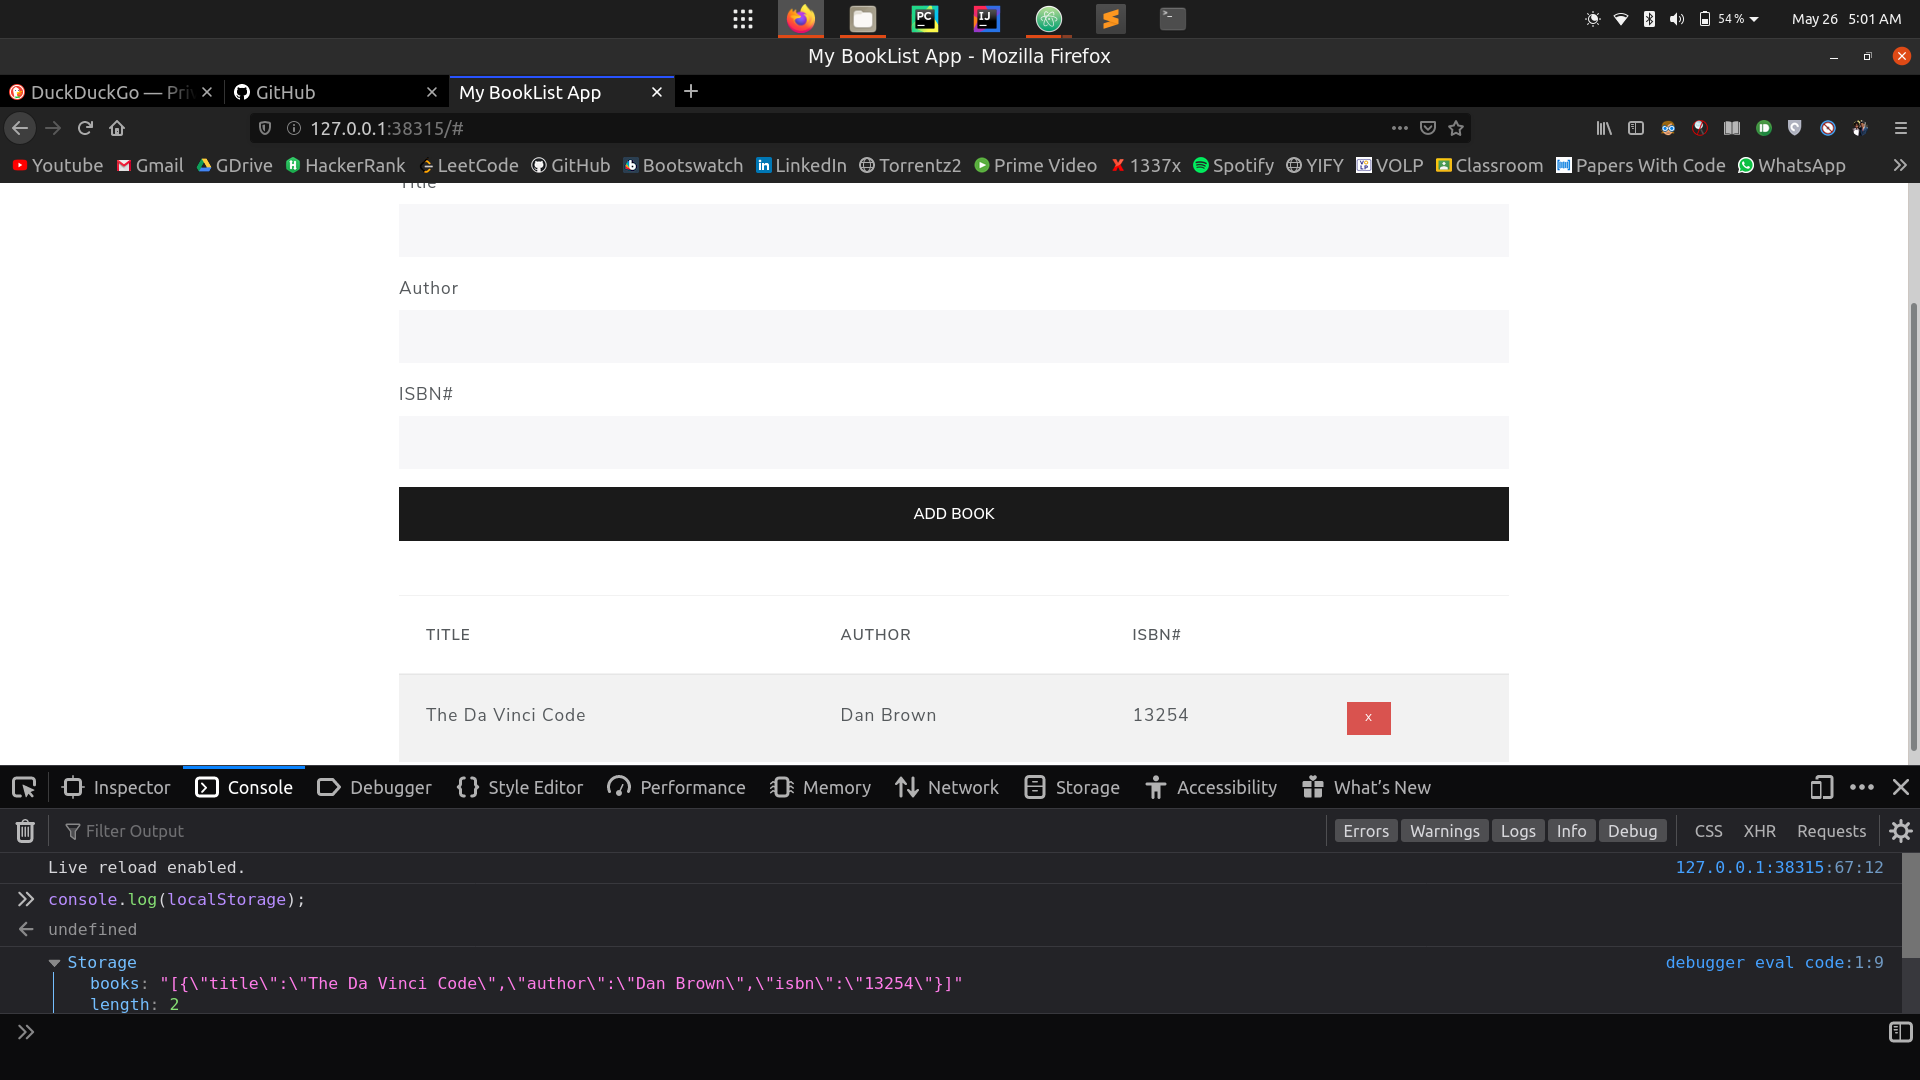 54 %
May 26 5:01 AM
My BookList App - Mozilla Firefox
DuckDuckGo — Priv
GitHub
My BookList App
127.0.0.1:38315/#
Youtube Gmail GDrive HackerRank LeetCode GitHub Bootswatch LinkedIn Torrentz2 Prime Video 1337x Spotify YIFY VOLP Classroom Papers With Code WhatsApp
Title
Author
ISBN#
ADD BOOK
TITLE AUTHOR ISBN#
The Da Vinci Code Dan Brown 13254 x
Inspector Console Debugger Style Editor Performance Memory Network Storage Accessibility What's New
Filter Output Errors Warnings Logs Info Debug CSS XHR Requests
Live reload enabled. 127.0.0.1:38315:67:12
console.log(localStorage);
undefined
Storage debugger eval code:1:9
books: "[{\"title\":\"The Da Vinci Code\",\"author\":\"Dan Brown\",\"isbn\":\"13254\"}]"
length: 2